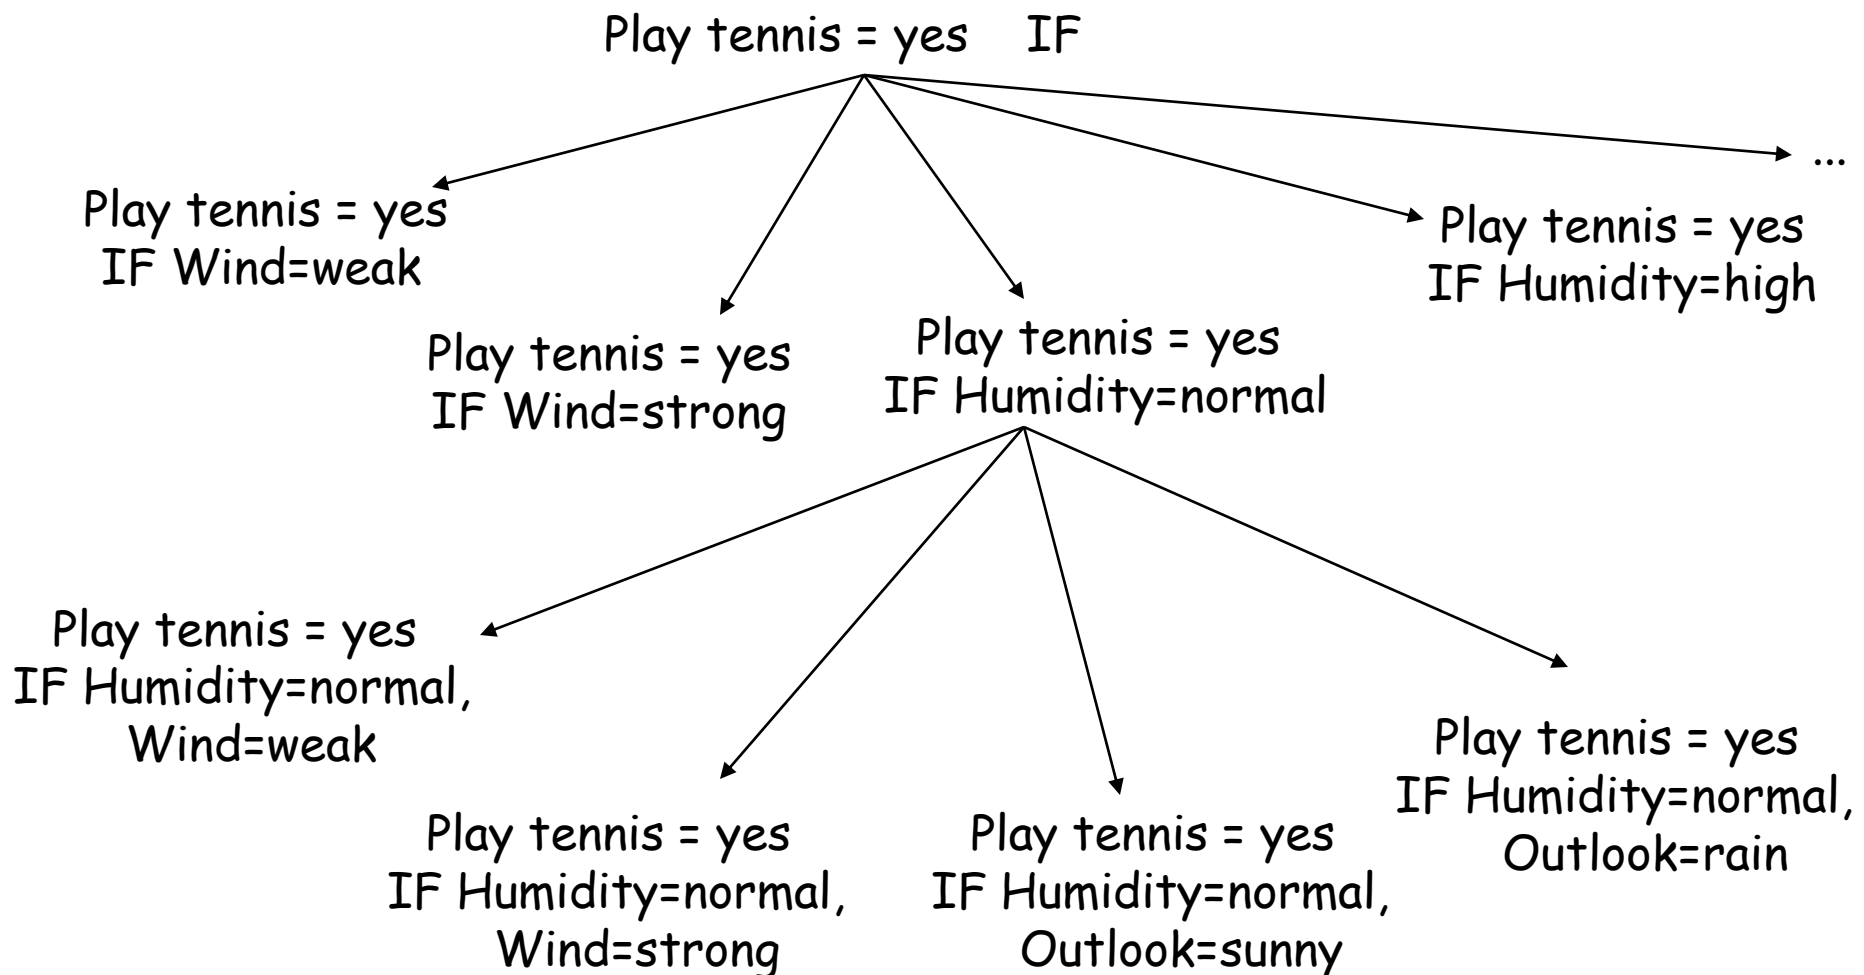 Play tennis = yes IF
...
Play tennis = yes
IF Wind=weak
Play tennis = yes
IF Wind=strong
Play tennis = yes
IF Humidity=normal
Play tennis = yes
IF Humidity=high
Play tennis = yes
IF Humidity=normal,
Wind=weak
Play tennis = yes
IF Humidity=normal,
Wind=strong
Play tennis = yes
IF Humidity=normal,
Outlook=sunny
Play tennis = yes
IF Humidity=normal,
Outlook=rain